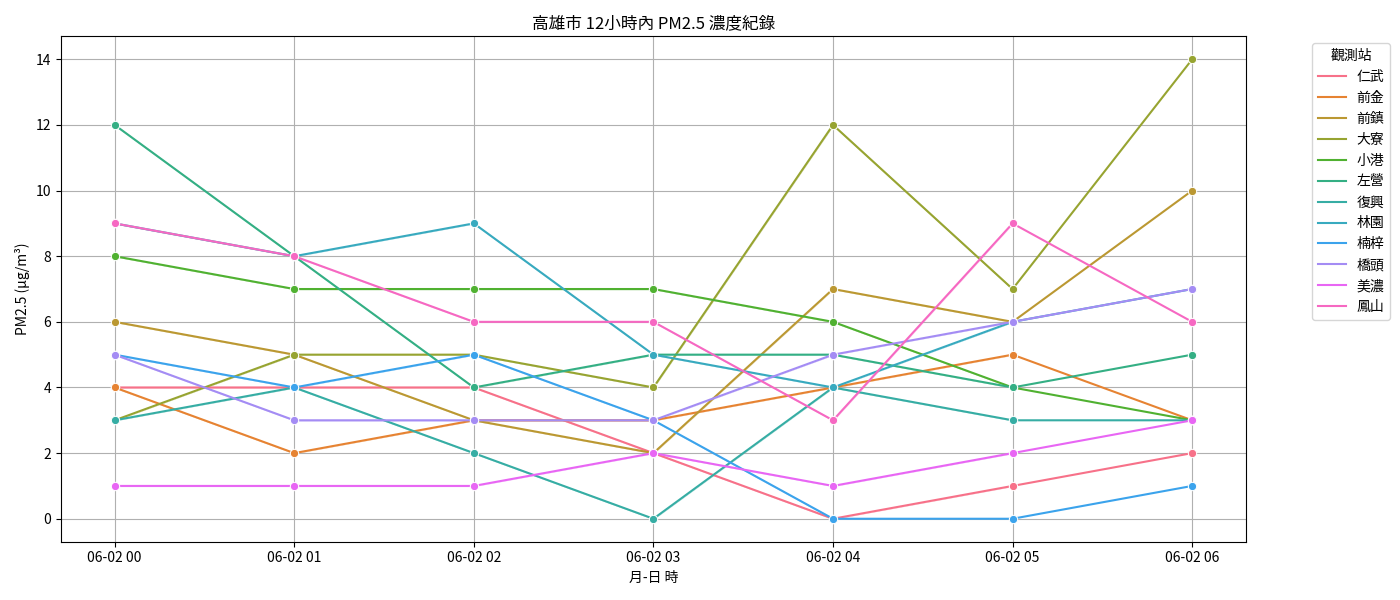 高雄市 12小時內 PM2.5 濃度紀錄
PM2.5 (μg/m³)
14
12
10
8
6
4
2
0
06-02 00
06-02 01
06-02 02
06-02 03
06-02 04
06-02 05
06-02 06
月-日 時
觀測站
仁武
前金
前鎮
大寮
小港
左營
復興
林園
楠梓
橋頭
美濃
鳳山